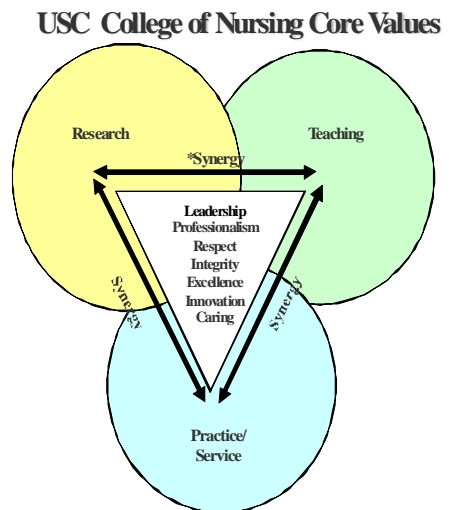 USC College of Nursing Core Values
Research
Teaching
*Synergy
Leadership
Professionalism
Respect
Integrity
Excellence
Innovation
Caring
Synergy
Synergy
Practice/
Service